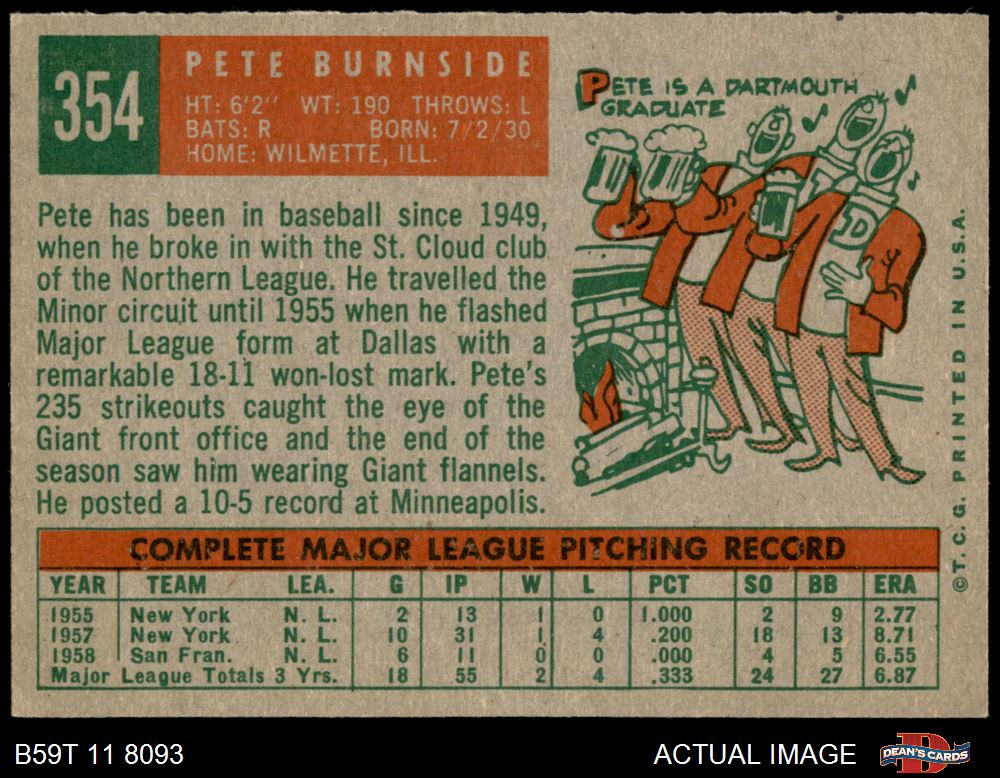 354
PETE BURNSIDE
HT: 6'2" WT: 190 THROWS: L
BATS: R BORN: 7/2/30
HOME: WILMETTE, ILL.
PETE IS A DARTMOUTH
GRADUATE
D
Pete has been in baseball since 1949,
when he broke in with the St. Cloud club
of the Northern League. He travelled the
Minor circuit until 1955 when he flashed
Major League form at Dallas with a
remarkable 18-11 won-lost mark. Pete's
235 strikeouts caught the eye of the
Giant front office and the end of the
season saw him wearing Giant flannels.
He posted a 10-5 record at Minneapolis.
COMPLETE MAJOR LEAGUE PITCHING RECORD
YEAR TEAM LEA. G IP W L PCT SO BB ERA
1955 New York N. L. 2 13 1 0 1.000 2 9 2.77
1957 New York N. L. 10 31 1 4 .200 18 13 8.71
1958 San Fran. N. L. 6 11 0 0 .000 4 5 6.55
Major League Totals 3 Yrs. 18 55 2 4 .333 24 27 6.87
©T. C. G. PRINTED IN U.S.A.
B59T 11 8093
ACTUAL IMAGE
D
DEAN'S CARDS